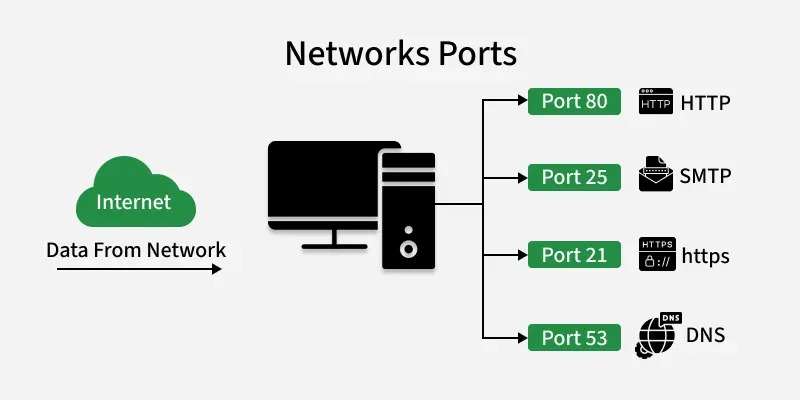 Networks Ports
Internet
Data From Network
Port 80
HTTP
HTTP
Port 25
SMTP
Port 21
HTTPS
://
https
Port 53
DNS
DNS